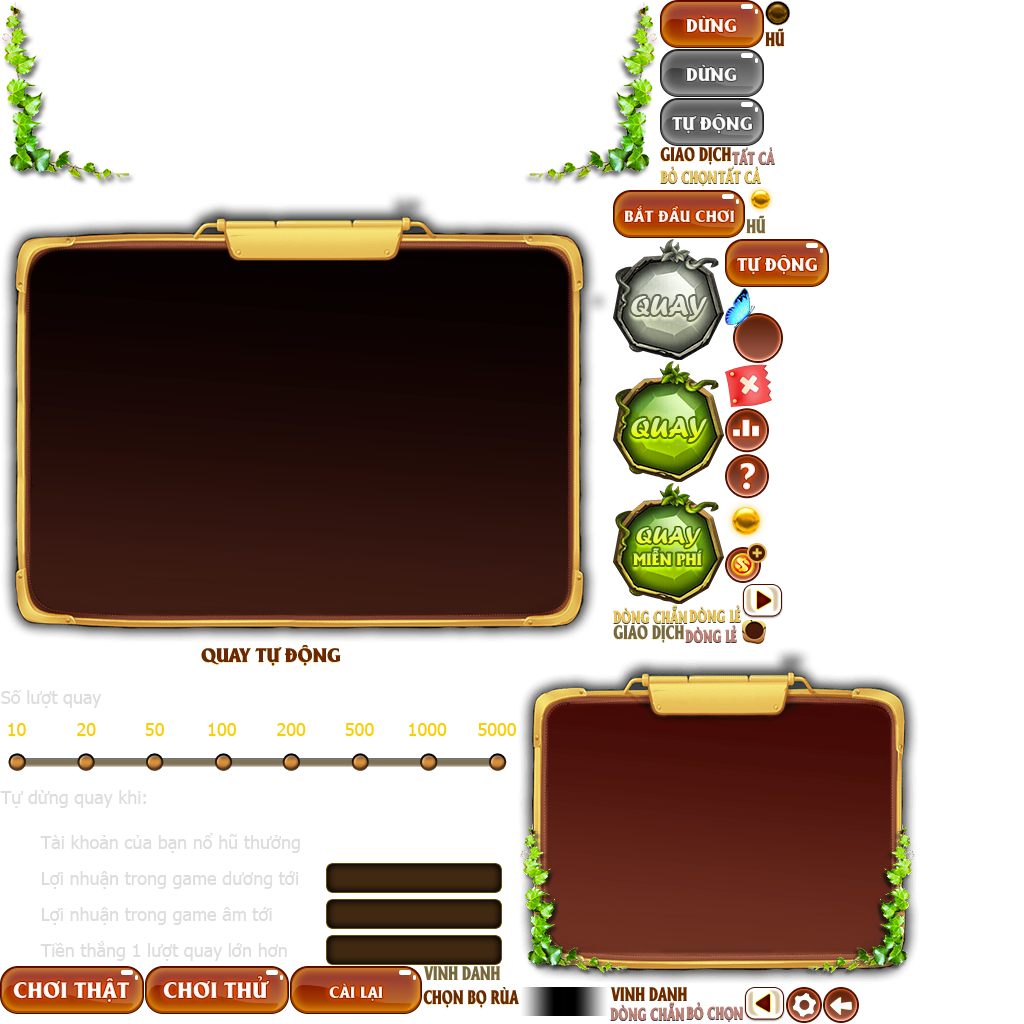 DỪNG
HŨ
DỪNG
TỰ ĐỘNG
GIAO DỊCH TẤT CẢ
BỎ CHỌN TẤT CẢ
BẮT ĐẦU CHƠI
HŨ
TỰ ĐỘNG
QUAY
QUAY
QUAY
MIỄN PHÍ
DÒNG CHẴN DÒNG LẺ
GIAO DỊCH DÒNG LẺ
QUAY TỰ ĐỘNG
Số lượt quay
10 20 50 100 200 500 1000 5000
Tự dừng quay khi:
Tài khoản của bạn nổ hũ thưởng
Lợi nhuận trong game dương tới
Lợi nhuận trong game âm tới
Tiền thắng 1 lượt quay lớn hơn
CHƠI THẬT
CHƠI THỬ
CÀI LẠI
VINH DANH
CHỌN BỘ RÙA
VINH DANH
DÒNG CHẴN BỎ CHỌN